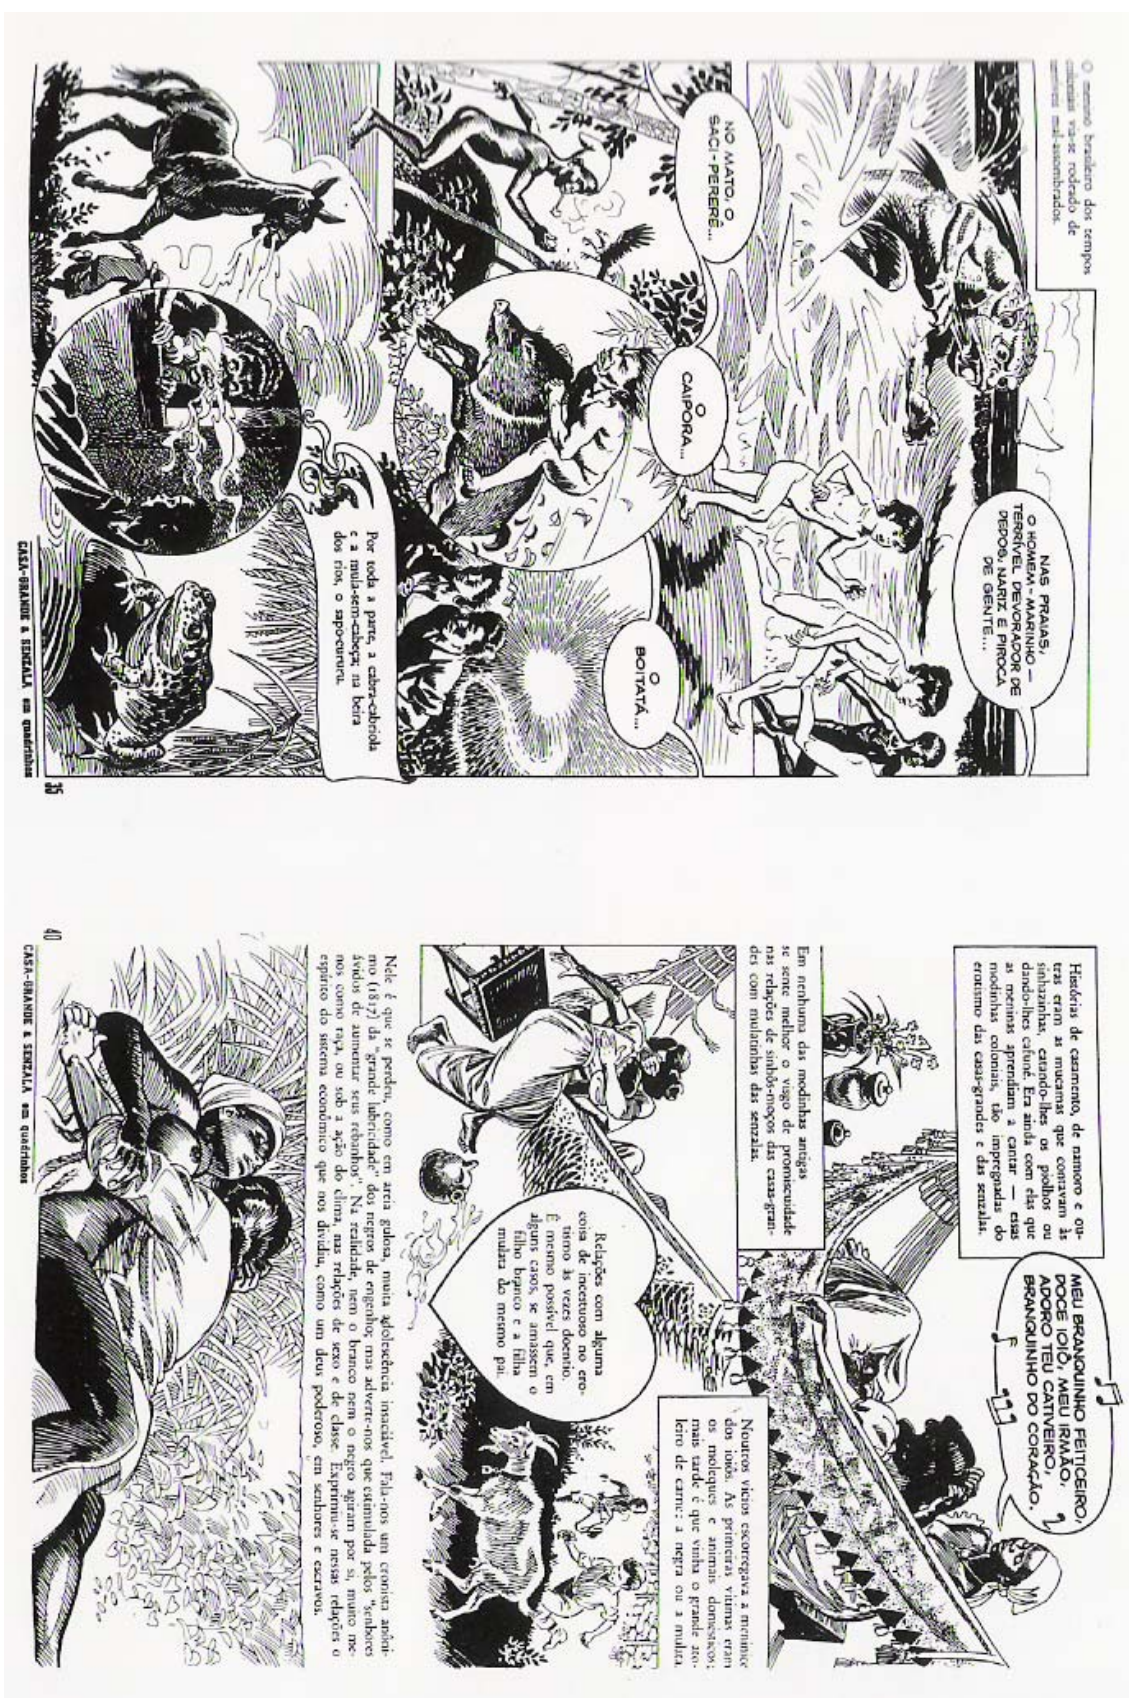 O menino brasileiro dos tempos
coloniais viu-se rodeado de
mal-assombrados.
NAS PRAIAS,
O HOMEM-MARINHO —
TERRÍVEL DEVORADOR DE
DEDOS, NARIZ E PIROCA
DE GENTE...
NO MATO, O
SACI-PERERÊ...
O
CAIPORA...
O
BOITATÁ...
Por toda a parte, a cabra-cabriola
e a mula-sem-cabeça; na beira
dos rios, o sapo-cururu.
CASA-GRANDE & SENZALA em quadrinhos
35
Histórias de casamento, de namoro e ou-
tras eram as mucamas que contavam às
sinhazinhas, catando-lhes os piolhos ou
dando-lhes cafuné. Era ainda com elas que
as meninas aprendiam a cantar — essas
modinhas coloniais, tão impregnadas do
erotismo das casas-grandes e das senzalas.
MEU BRANQUINHO FEITICEIRO,
DOCE IOIÔ, MEU IRMÃO,
ADORO TEU CATIVEIRO,
BRANQUINHO DO CORAÇÃO,
Em nenhuma das modinhas antigas
se sente melhor o visgo de promiscuidade
nas relações de sinhôs-moços das casas-gran-
des com mulatinhas das senzalas.
Relações com alguma
coisa de incestuoso no ero-
tismo às vezes doentio.
É mesmo possível que, em
alguns casos, se amassem o
filho branco e a filha
mulata do mesmo pai.
Noutros vícios escorregava a meninice
dos ioiôs. As primeiras vítimas eram
os moleques e animais domésticos;
mais tarde é que vinha o grande ato-
leiro de carne: a negra ou a mulata.
Nele é que se perdeu, como em areia gulosa, muita adolescência insaciável. Fala-nos um cronista anôni-
mo (1817) da "grande lubricidade" dos negros de engenho; mas adverte-nos que estimulada pelos "senhores
ávidos de aumentar seus rebanhos". Na realidade, nem o branco nem o negro agiram por si, muito me-
nos como raça, ou sob a ação do clima, nas relações de sexo e de classe. Exprimiu-se nessas relações o
espírito do sistema econômico que nos dividiu, como um deus poderoso, em senhores e escravos.
40
CASA-GRANDE & SENZALA em quadrinhos